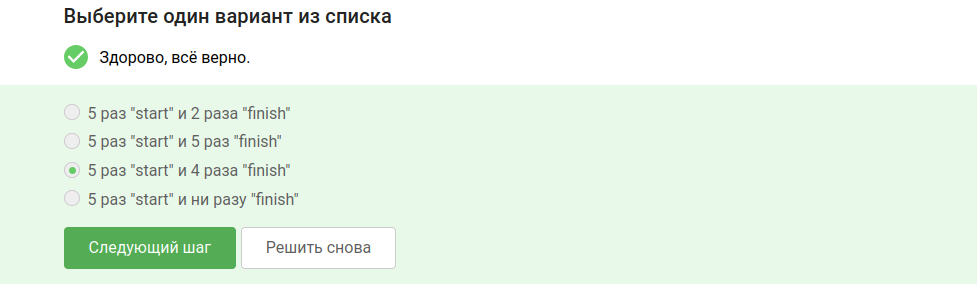 Выберите один вариант из списка
Здорово, всё верно.
5 раз "start" и 2 раза "finish"
5 раз "start" и 5 раз "finish"
5 раз "start" и 4 раза "finish"
5 раз "start" и ни разу "finish"
Следующий шаг Решить снова